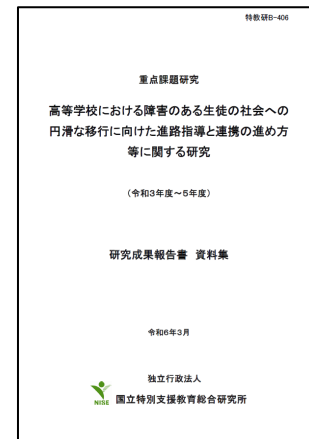 特教研B-406
重点課題研究
高等学校における障害のある生徒の社会への
円滑な移行に向けた進路指導と連携の進め方
等に関する研究
（令和3年度～5年度）
研究成果報告書 資料集
令和6年3月
独立行政法人
NISE 国立特別支援教育総合研究所